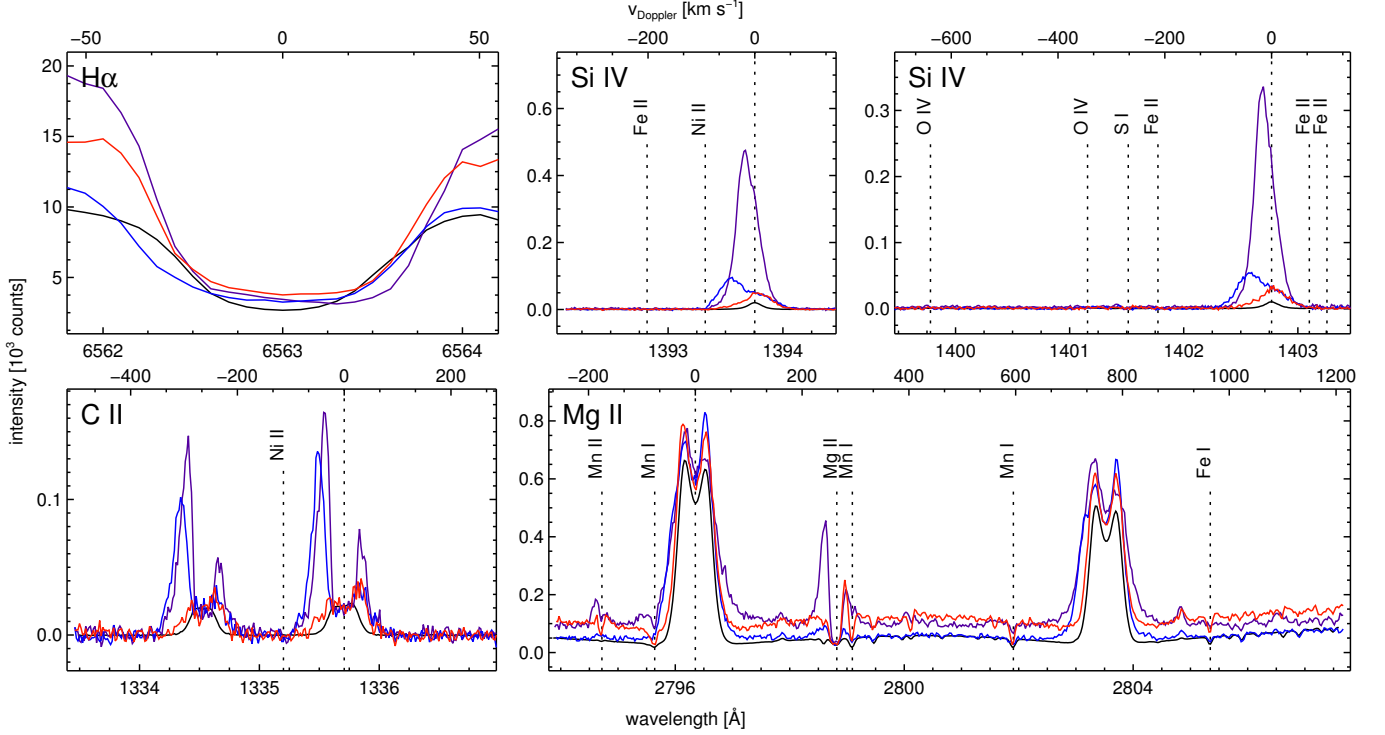 v_Doppler [km s⁻¹]
−50 0 50
−200 0
−600 −400 −200 0
Hα
Si IV
Si IV
20
15
10
5
0.6
0.4
0.2
0.0
0.3
0.2
0.1
0.0
Fe II
Ni II
O IV
O IV
S I
Fe II
Fe II
Fe II
6562 6563 6564
1393 1394
1400 1401 1402 1403
intensity [10³ counts]
−400 −200 0 200
−200 0 200 400 600 800 1000 1200
C II
Mg II
0.1
0.0
0.8
0.6
0.4
0.2
0.0
Ni II
Mn II
Mn I
Mg II
Mn I
Mn I
Fe I
1334 1335 1336
2796 2800 2804
wavelength [Å]